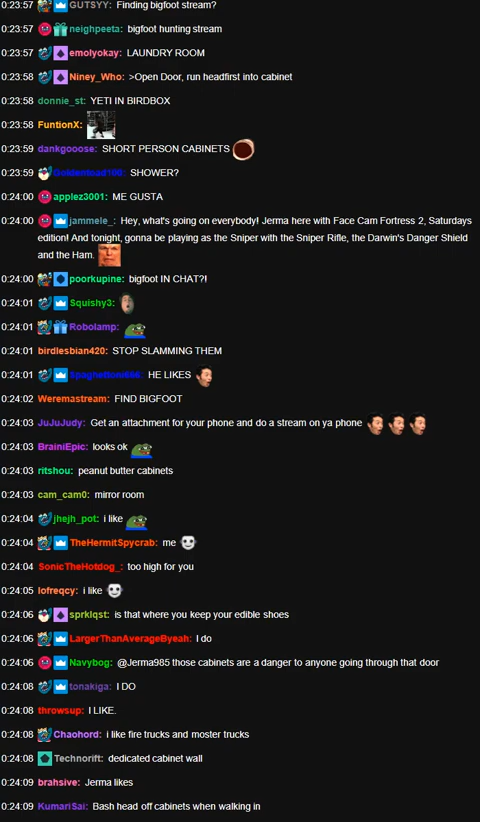 0:23:57 GUTSYY: Finding bigfoot stream?
0:23:57 neighpeeta: bigfoot hunting stream
0:23:57 emolyokay: LAUNDRY ROOM
0:23:58 Niney_Who: >Open Door, run headfirst into cabinet
0:23:58 donnie_st: YETI IN BIRDBOX
0:23:58 FuntionX:
0:23:59 dankgooose: SHORT PERSON CABINETS
0:23:59 Goldentoad100: SHOWER?
0:24:00 applez3001: ME GUSTA
0:24:00 jammele_: Hey, what's going on everybody! Jerma here with Face Cam Fortress 2, Saturdays
edition! And tonight, gonna be playing as the Sniper with the Sniper Rifle, the Darwin's Danger Shield
and the Ham.
0:24:00 poorkupine: bigfoot IN CHAT?!
0:24:01 Squishy3:
0:24:01 Robolamp:
0:24:01 birdlesbian420: STOP SLAMMING THEM
0:24:01 HE LIKES
0:24:02 Weremastream: FIND BIGFOOT
0:24:03 JuJuJudy: Get an attachment for your phone and do a stream on ya phone
0:24:03 BrainiEpic: looks ok
0:24:03 ritshou: peanut butter cabinets
0:24:03 cam_cam0: mirror room
0:24:04 jhejh_pot: i like
0:24:04 TheHermitSpycrab: me
0:24:04 SonicTheHotdog_: too high for you
0:24:05 lofreqcy: i like
0:24:06 sprklqst: is that where you keep your edible shoes
0:24:06 LargerThanAverageByeah: I do
0:24:06 Navybog: @Jerma985 those cabinets are a danger to anyone going through that door
0:24:08 tonakiga: I DO
0:24:08 throwsup: I LIKE.
0:24:08 Chaohord: i like fire trucks and moster trucks
0:24:08 Technorift: dedicated cabinet wall
0:24:09 brahsive: Jerma likes
0:24:09 KumariSai: Bash head off cabinets when walking in